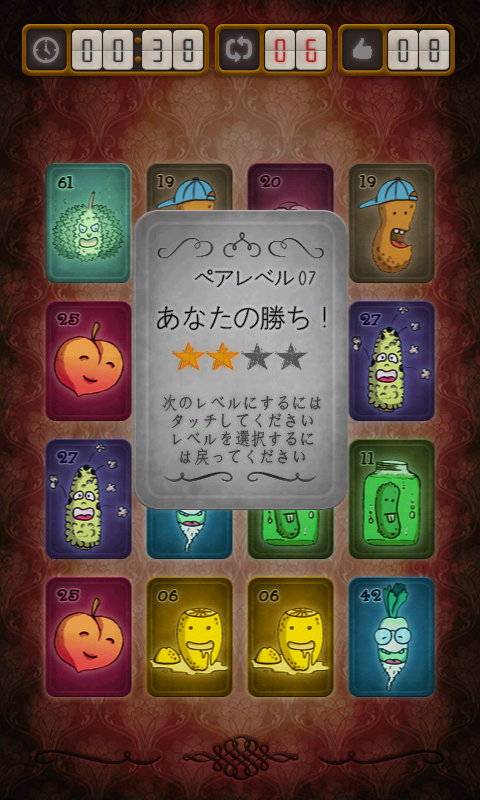 00:38 06 08
61 19 20 19
ペアレベル 07
あなたの勝ち！
25 27
次のレベルにするには
タッチしてください
レベルを選択するに
は戻ってください
27 11
25 06 06 42